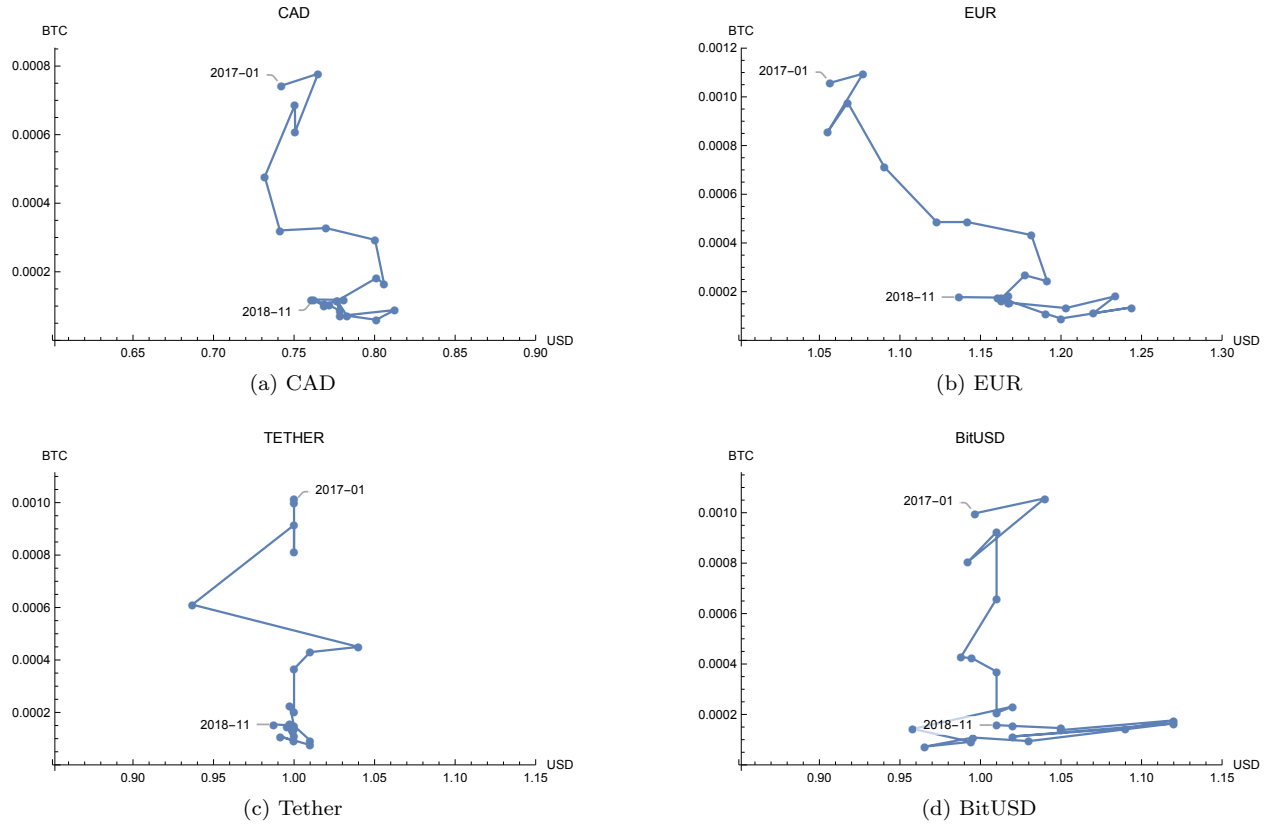 CAD
BTC
0.0008
0.0006
0.0004
0.0002
2017-01
2018-11
0.65 0.70 0.75 0.80 0.85 0.90
USD
(a) CAD
EUR
BTC
0.0012
0.0010
0.0008
0.0006
0.0004
0.0002
2017-01
2018-11
1.05 1.10 1.15 1.20 1.25 1.30
USD
(b) EUR
TETHER
BTC
0.0010
0.0008
0.0006
0.0004
0.0002
2017-01
2018-11
0.90 0.95 1.00 1.05 1.10 1.15
USD
(c) Tether
BitUSD
BTC
0.0010
0.0008
0.0006
0.0004
0.0002
2017-01
2018-11
0.90 0.95 1.00 1.05 1.10 1.15
USD
(d) BitUSD